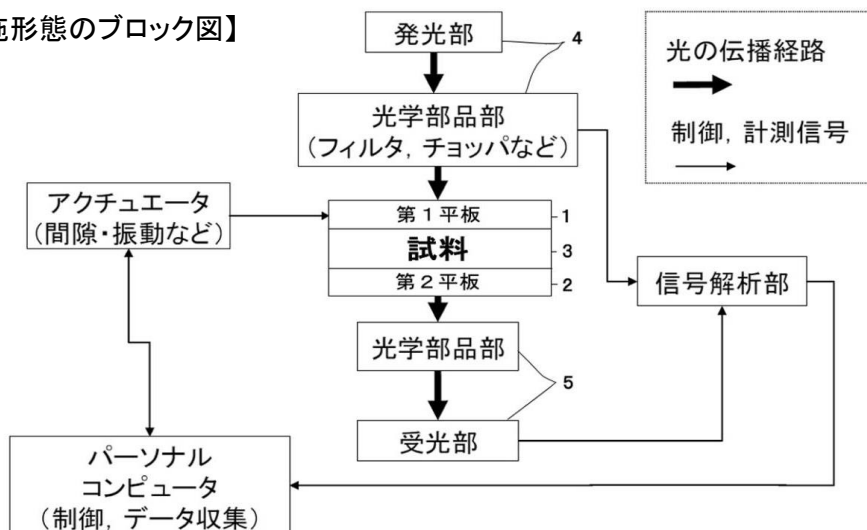 施形態のブロック図】
発光部
4
光学部品部
(フィルタ, チョッパなど)
光の伝播経路
制御, 計測信号
アクチュエータ
(間隙・振動など)
第1平板
1
試料
3
第2平板
2
信号解析部
光学部品部
5
受光部
パーソナル
コンピュータ
(制御, データ収集)